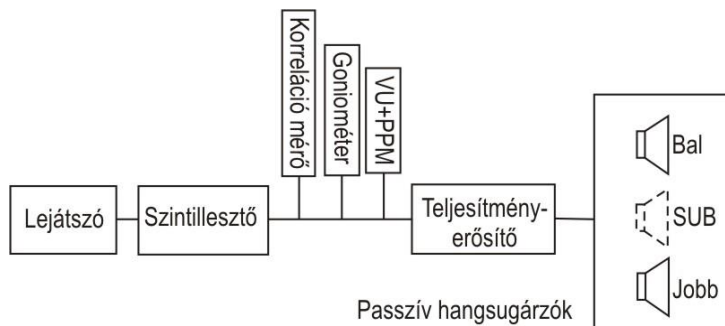 Korreláció mérő
Goniométer
VU+PPM
Lejátszó
Szintillesztő
Teljesítmény-
erősítő
Bal
SUB
Jobb
Passzív hangsugárzók